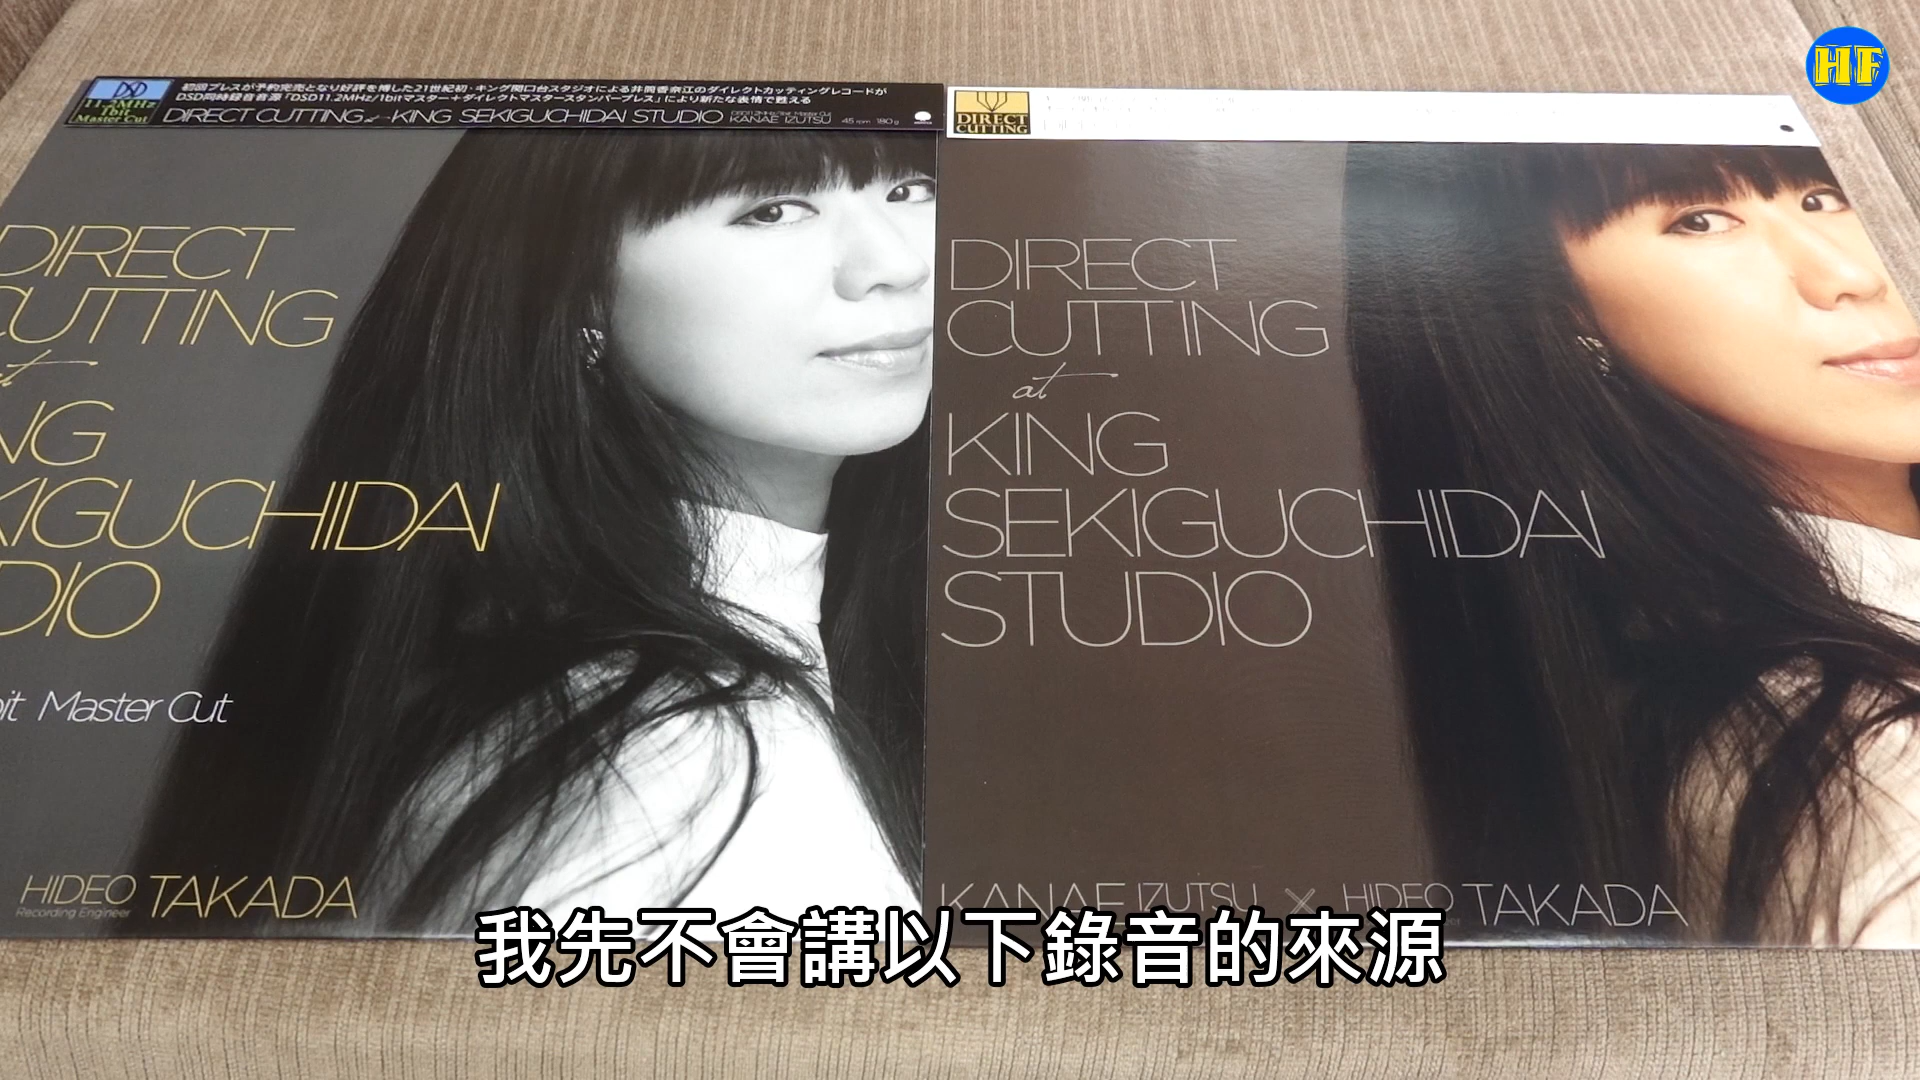 HF
DSD
11.2MHz
1bit
Master Cut
初回プレスが予約完売となり好評を博した21世紀初・キング関口台スタジオによる井筒香奈江のダイレクトカッティングレコードが
DSD同時録音音源「DSD11.2MHz/1bitマスター+ダイレクトマスタースタンパープレス」により新たな表情で甦える
DIRECT CUTTING at KING SEKIGUCHIDAI STUDIO
KANAE IZUTSU
45 rpm 180g
DIRECT
CUTTING
at
NG
KIGUCHIDAI
DIO
bit Master Cut
HIDEO TAKADA
Recording Engineer
DIRECT
CUTTING
DIRECT
CUTTING
at
KING
SEKIGUCHIDAI
STUDIO
KANAE IZUTSU × HIDEO TAKADA
我先不會講以下錄音的來源